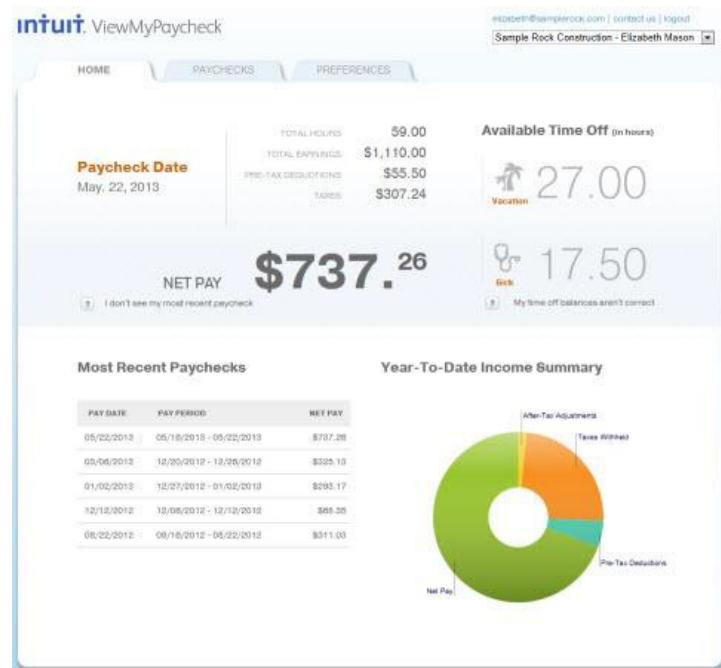 intuit. ViewMyPaycheck
elizabeth@samplerock.com | contact us | logout
Sample Rock Construction - Elizabeth Mason
HOME
PAYCHECKS
PREFERENCES
Paycheck Date
May. 22, 2013
TOTAL HOURS 59.00
TOTAL EARNINGS $1,110.00
PRE-TAX DEDUCTIONS $55.50
TAXES $307.24
NET PAY $737.26
? I don't see my most recent paycheck
Available Time Off (in hours)
Vacation 27.00
Sick 17.50
? My time off balances aren't correct
Most Recent Paychecks
PAY DATE PAY PERIOD NET PAY
05/22/2013 05/16/2013 - 05/22/2013 $737.26
12/20/2012 - 12/26/2012 $325.13
01/02/2013 12/27/2012 - 01/02/2013 $293.17
12/12/2012 12/06/2012 - 12/12/2012
08/22/2012 08/16/2012 - 08/22/2012 $311.03
Year-To-Date Income Summary
After-Tax Adjustments
Taxes Withheld
Pre-Tax Deductions
Net Pay